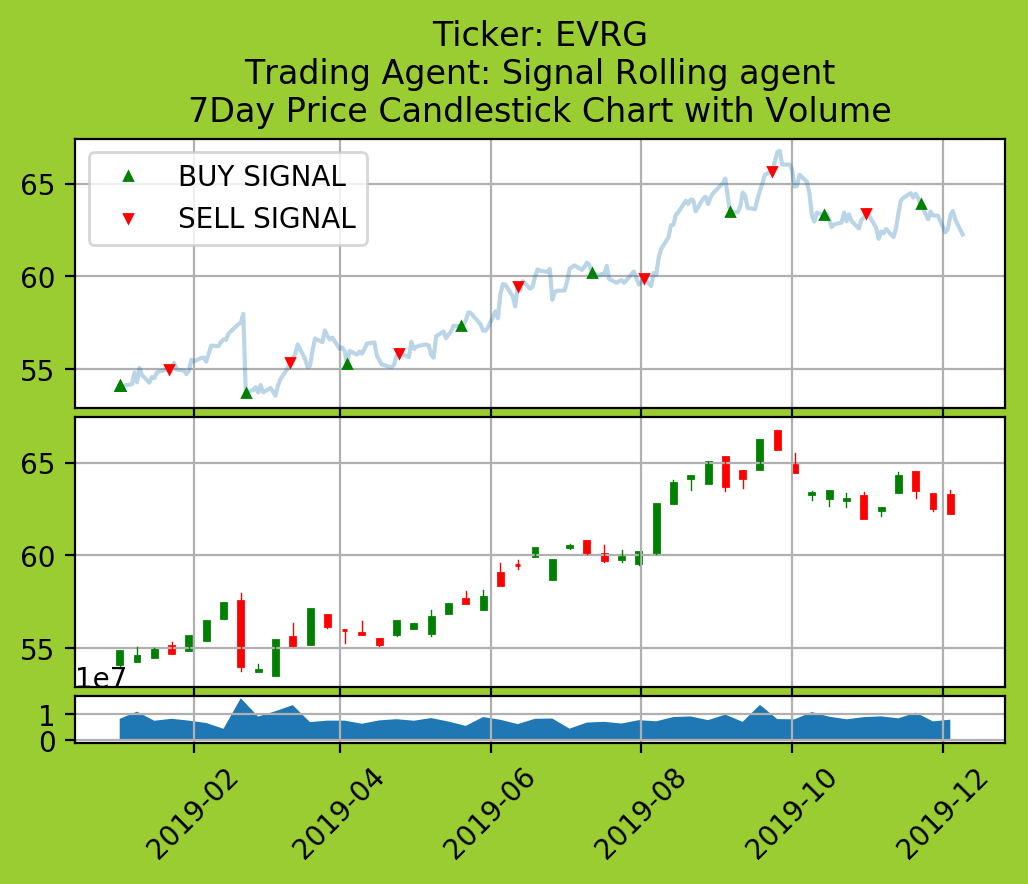 Ticker: EVRG
Trading Agent: Signal Rolling agent
7Day Price Candlestick Chart with Volume
BUY SIGNAL
SELL SIGNAL
65
60
55
65
60
55
1e7
1
0
2019-02
2019-04
2019-06
2019-08
2019-10
2019-12